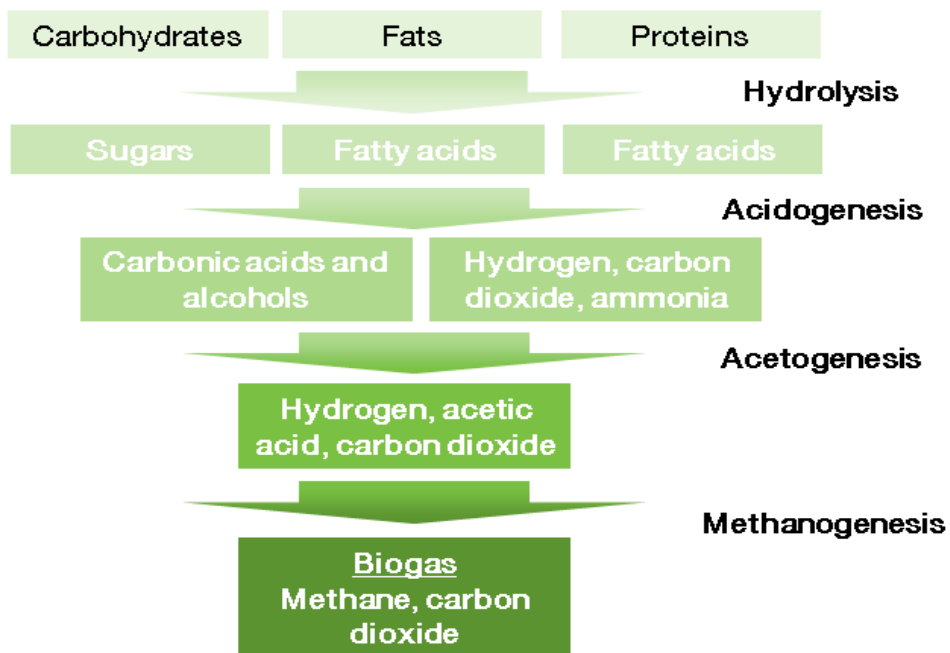 Carbohydrates
Fats
Proteins
Hydrolysis
Sugars
Fatty acids
Fatty acids
Acidogenesis
Carbonic acids and
alcohols
Hydrogen, carbon
dioxide, ammonia
Acetogenesis
Hydrogen, acetic
acid, carbon dioxide
Methanogenesis
Biogas
Methane, carbon
dioxide